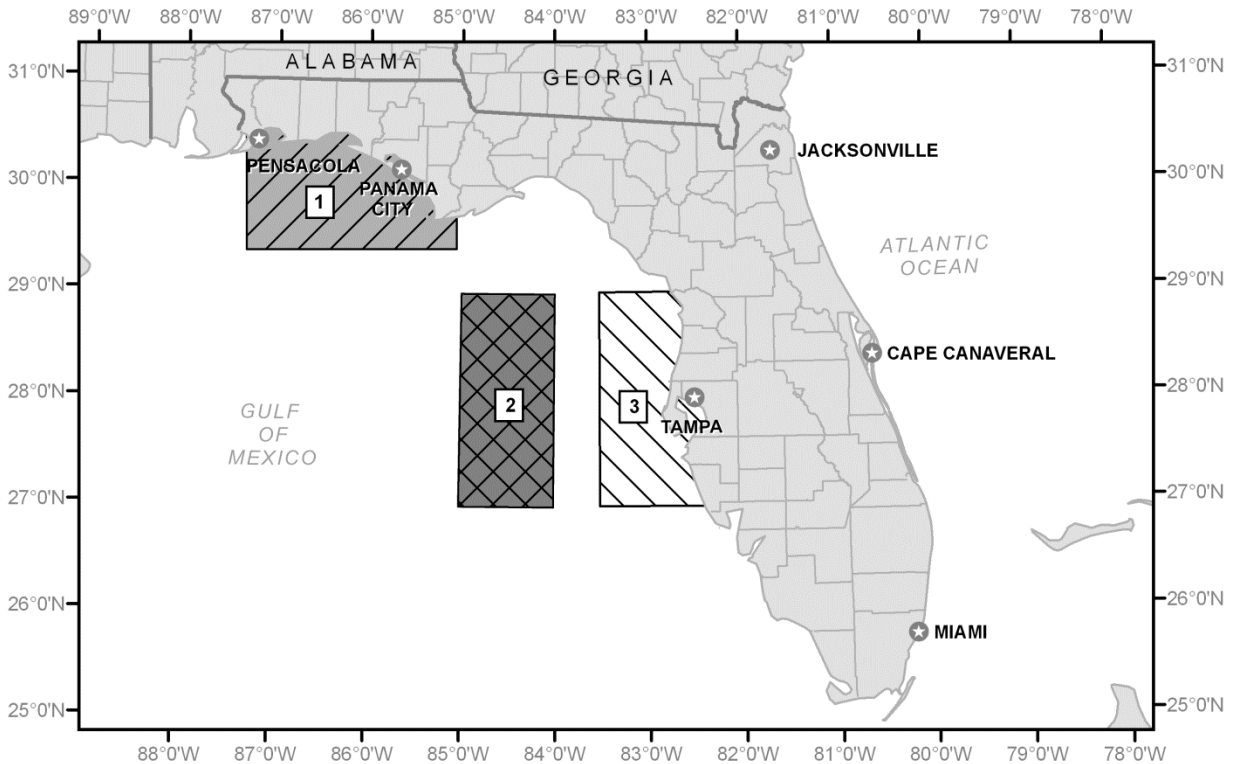 89°0'W 88°0'W 87°0'W 86°0'W 85°0'W 84°0'W 83°0'W 82°0'W 81°0'W 80°0'W 79°0'W 78°0'W
31°0'N
ALABAMA
GEORGIA
31°0'N
JACKSONVILLE
PENSACOLA
30°0'N
30°0'N
PANAMA
CITY
1
ATLANTIC
OCEAN
29°0'N
29°0'N
CAPE CANAVERAL
28°0'N
28°0'N
2
3
GULF
OF
MEXICO
TAMPA
27°0'N
27°0'N
26°0'N
26°0'N
MIAMI
25°0'N
25°0'N
88°0'W 87°0'W 86°0'W 85°0'W 84°0'W 83°0'W 82°0'W 81°0'W 80°0'W 79°0'W 78°0'W